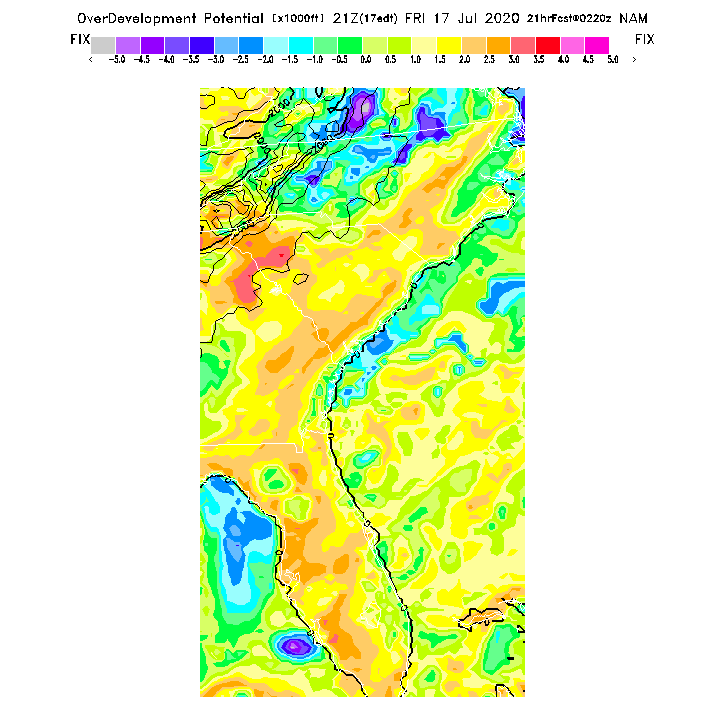 OverDevelopment Potential [x1000ft] 21Z(17edt) FRI 17 Jul 2020 21hrFcst@0220z NAM
FIX FIX
< -5.0 -4.5 -4.0 -3.5 -3.0 -2.5 -2.0 -1.5 -1.0 -0.5 0.0 0.5 1.0 1.5 2.0 2.5 3.0 3.5 4.0 4.5 5.0 >